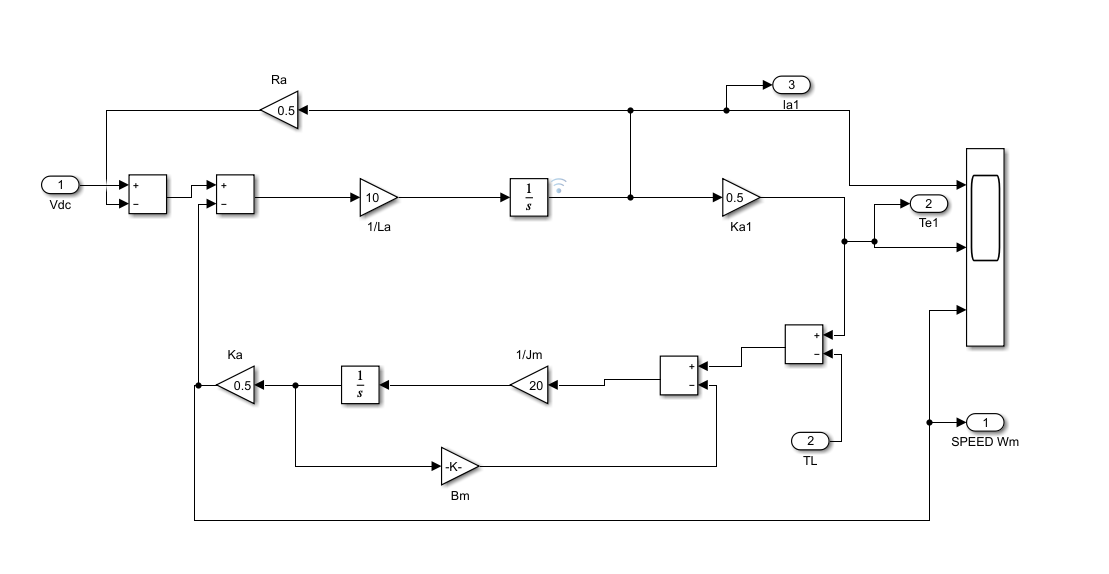 Ra
0.5
3
Ia1
1
Vdc
+
−
+
−
10
1/La
1
s
0.5
Ka1
2
Te1
Ka
0.5
1
s
1/Jm
20
+
−
+
−
2
TL
-K-
Bm
1
SPEED Wm